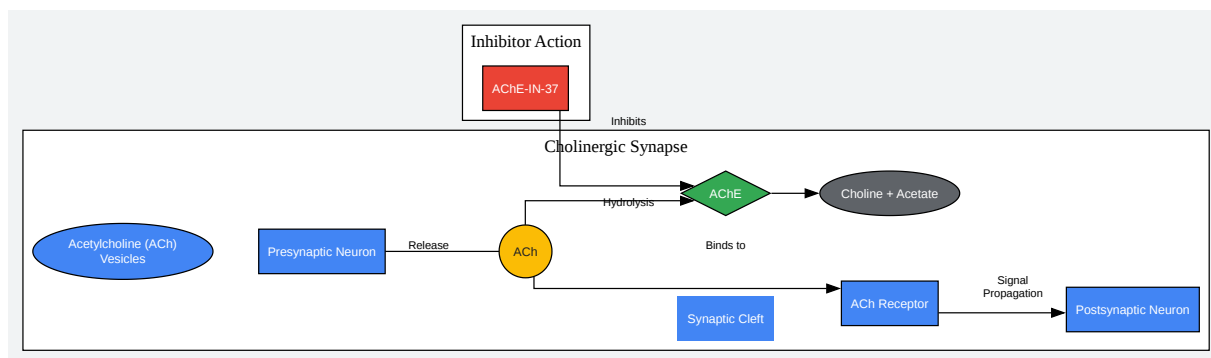 Inhibitor Action
AChE-IN-37
Inhibits
Cholinergic Synapse
AChE
Choline + Acetate
Hydrolysis
Acetylcholine (ACh)
Vesicles
Presynaptic Neuron
Release
ACh
Binds to
Signal
Propagation
ACh Receptor
Postsynaptic Neuron
Synaptic Cleft